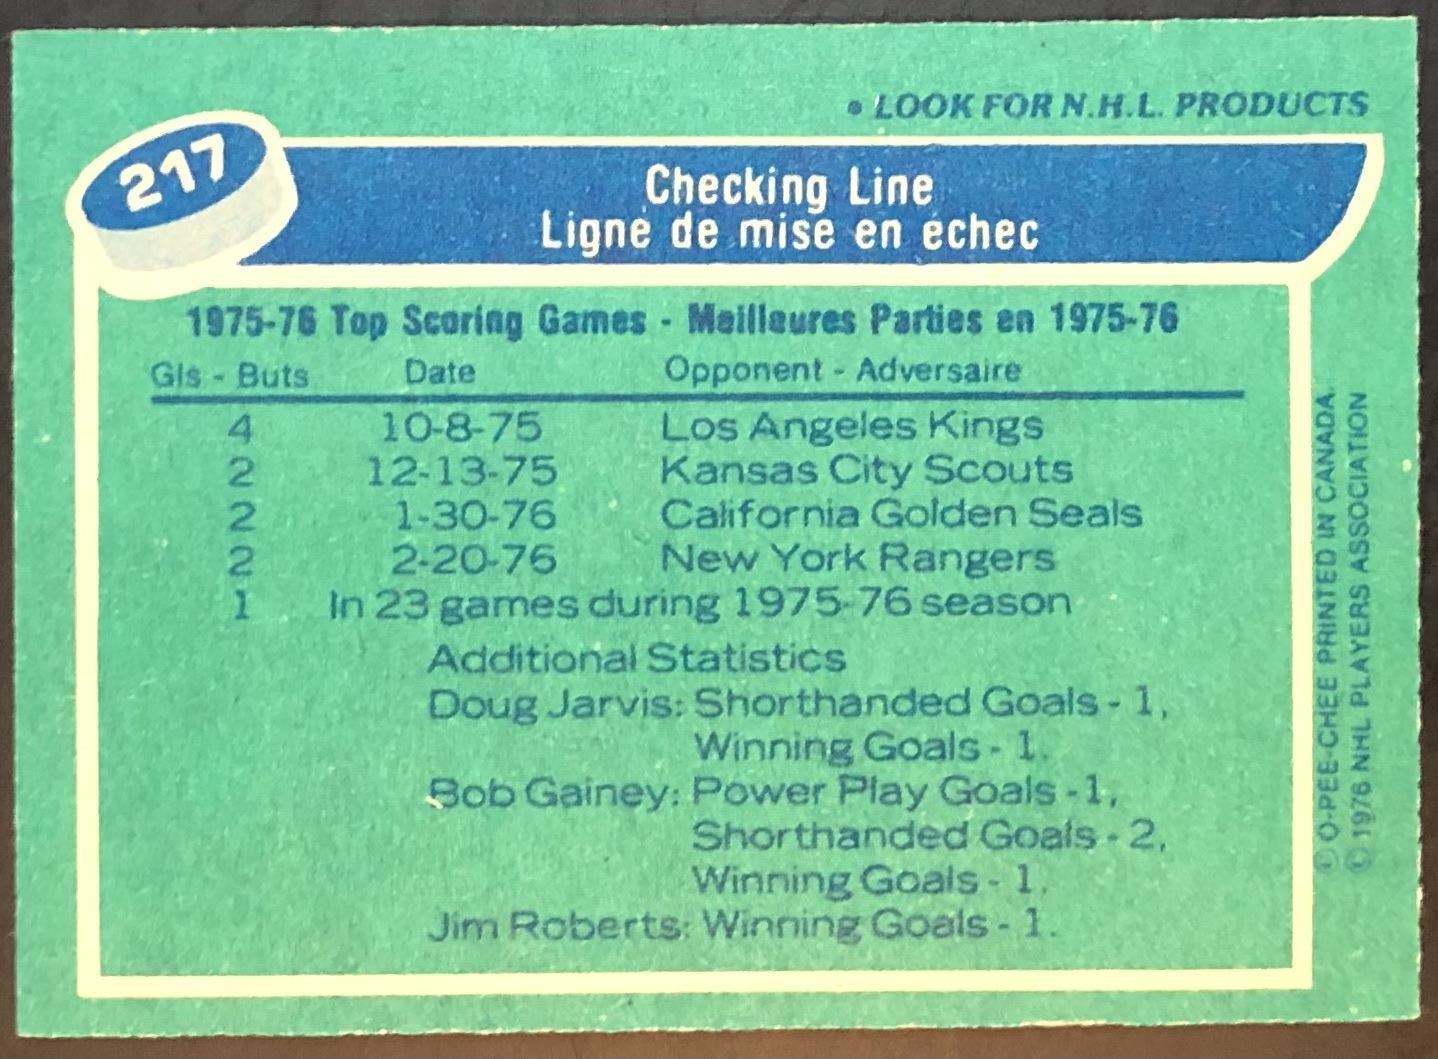 • LOOK FOR N.H.L. PRODUCTS
217
Checking Line
Ligne de mise en échec
1975-76 Top Scoring Games - Meilleures Parties en 1975-76
Gls - Buts Date Opponent - Adversaire
4 10-8-75 Los Angeles Kings
2 12-13-75 Kansas City Scouts
2 1-30-76 California Golden Seals
2 2-20-76 New York Rangers
1 In 23 games during 1975-76 season
Additional Statistics
Doug Jarvis: Shorthanded Goals - 1,
Winning Goals - 1.
Bob Gainey: Power Play Goals - 1,
Shorthanded Goals - 2,
Winning Goals - 1.
Jim Roberts: Winning Goals - 1.
© O-PEE-CHEE PRINTED IN CANADA.
© 1976 NHL PLAYERS ASSOCIATION